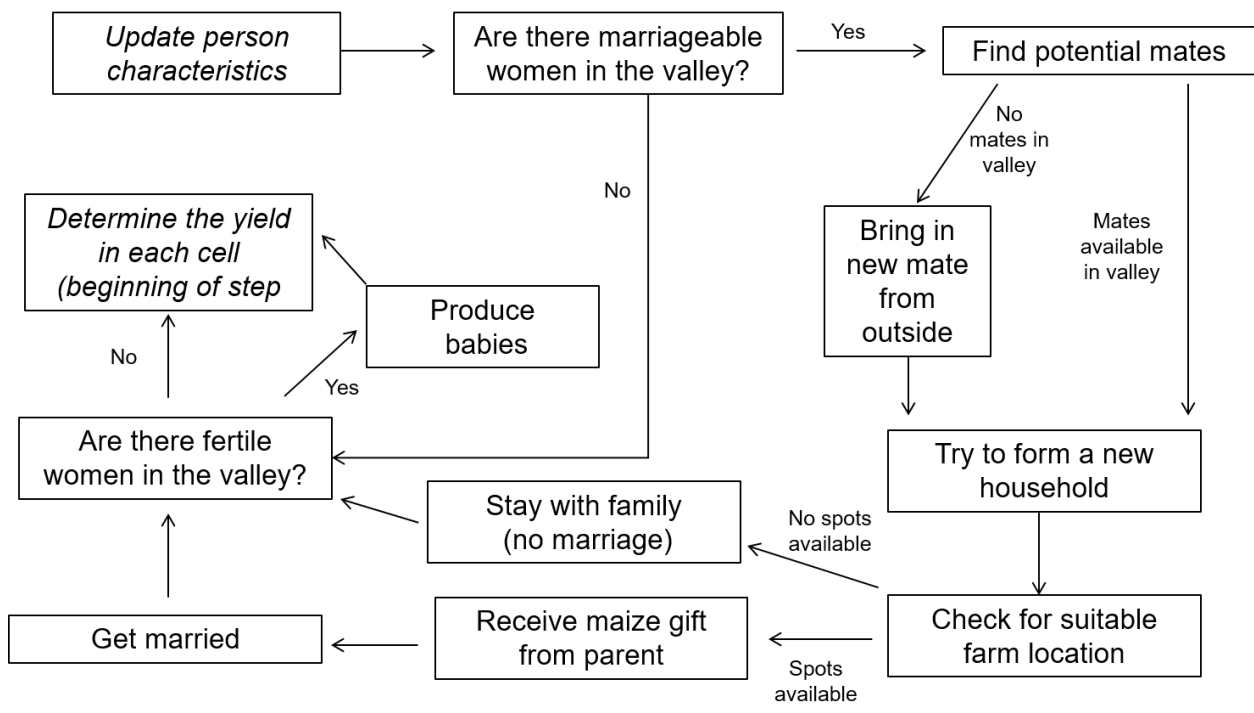 Update person
characteristics
Are there marriageable
women in the valley?
Yes
Find potential mates
No
mates in
valley
No
Mates
available
in valley
Determine the yield
in each cell
(beginning of step
Bring in
new mate
from
outside
Produce
babies
No
Yes
Are there fertile
women in the valley?
Try to form a new
household
Stay with family
(no marriage)
No spots
available
Get married
Receive maize gift
from parent
Spots
available
Check for suitable
farm location